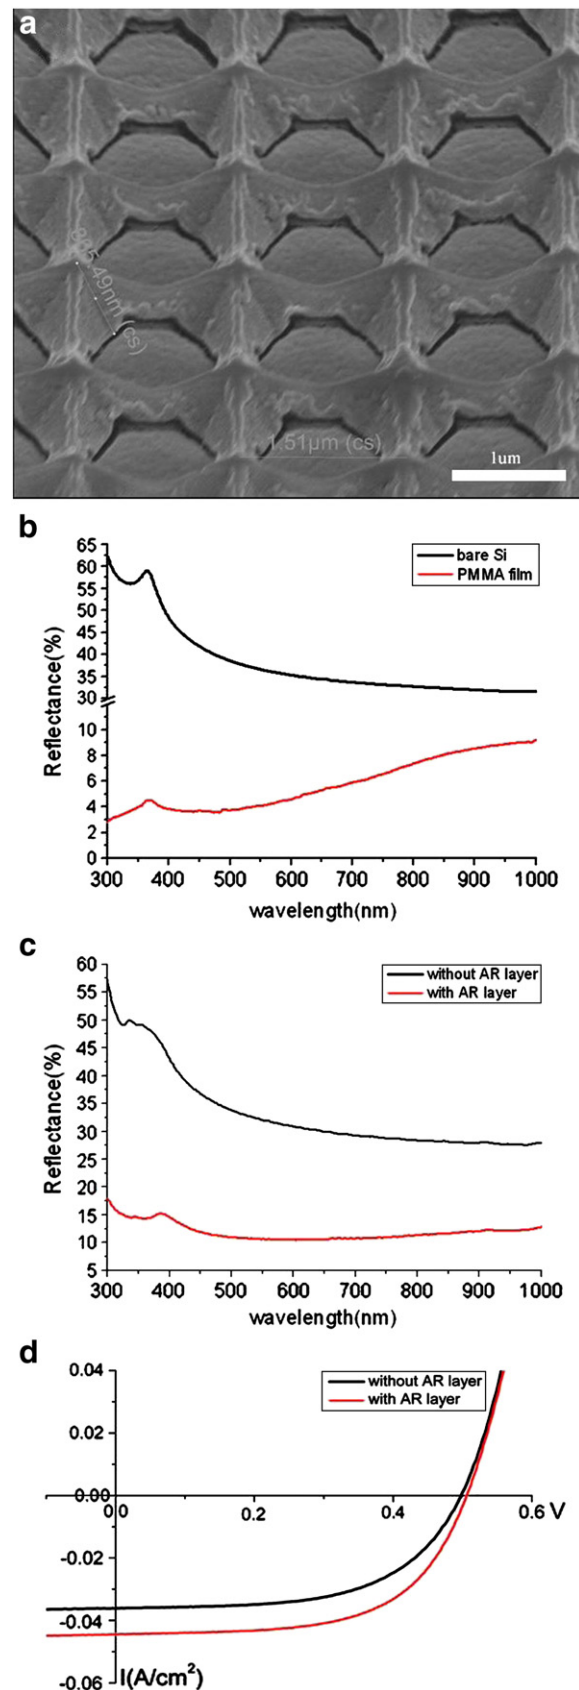 a
885.49nm (cs)
1.51µm (cs)
1um
b
65
60
55
50
45
40
35
30
10
8
6
4
2
0
Reflectance(%)
bare Si
PMMA film
300 400 500 600 700 800 900 1000
wavelength(nm)
c
60
55
50
45
40
35
30
25
20
15
10
5
Reflectance(%)
without AR layer
with AR layer
300 400 500 600 700 800 900 1000
wavelength(nm)
d
0.04
0.02
0.00
-0.02
-0.04
-0.06
without AR layer
with AR layer
0.0 0.2 0.4 0.6 V
I(A/cm²)